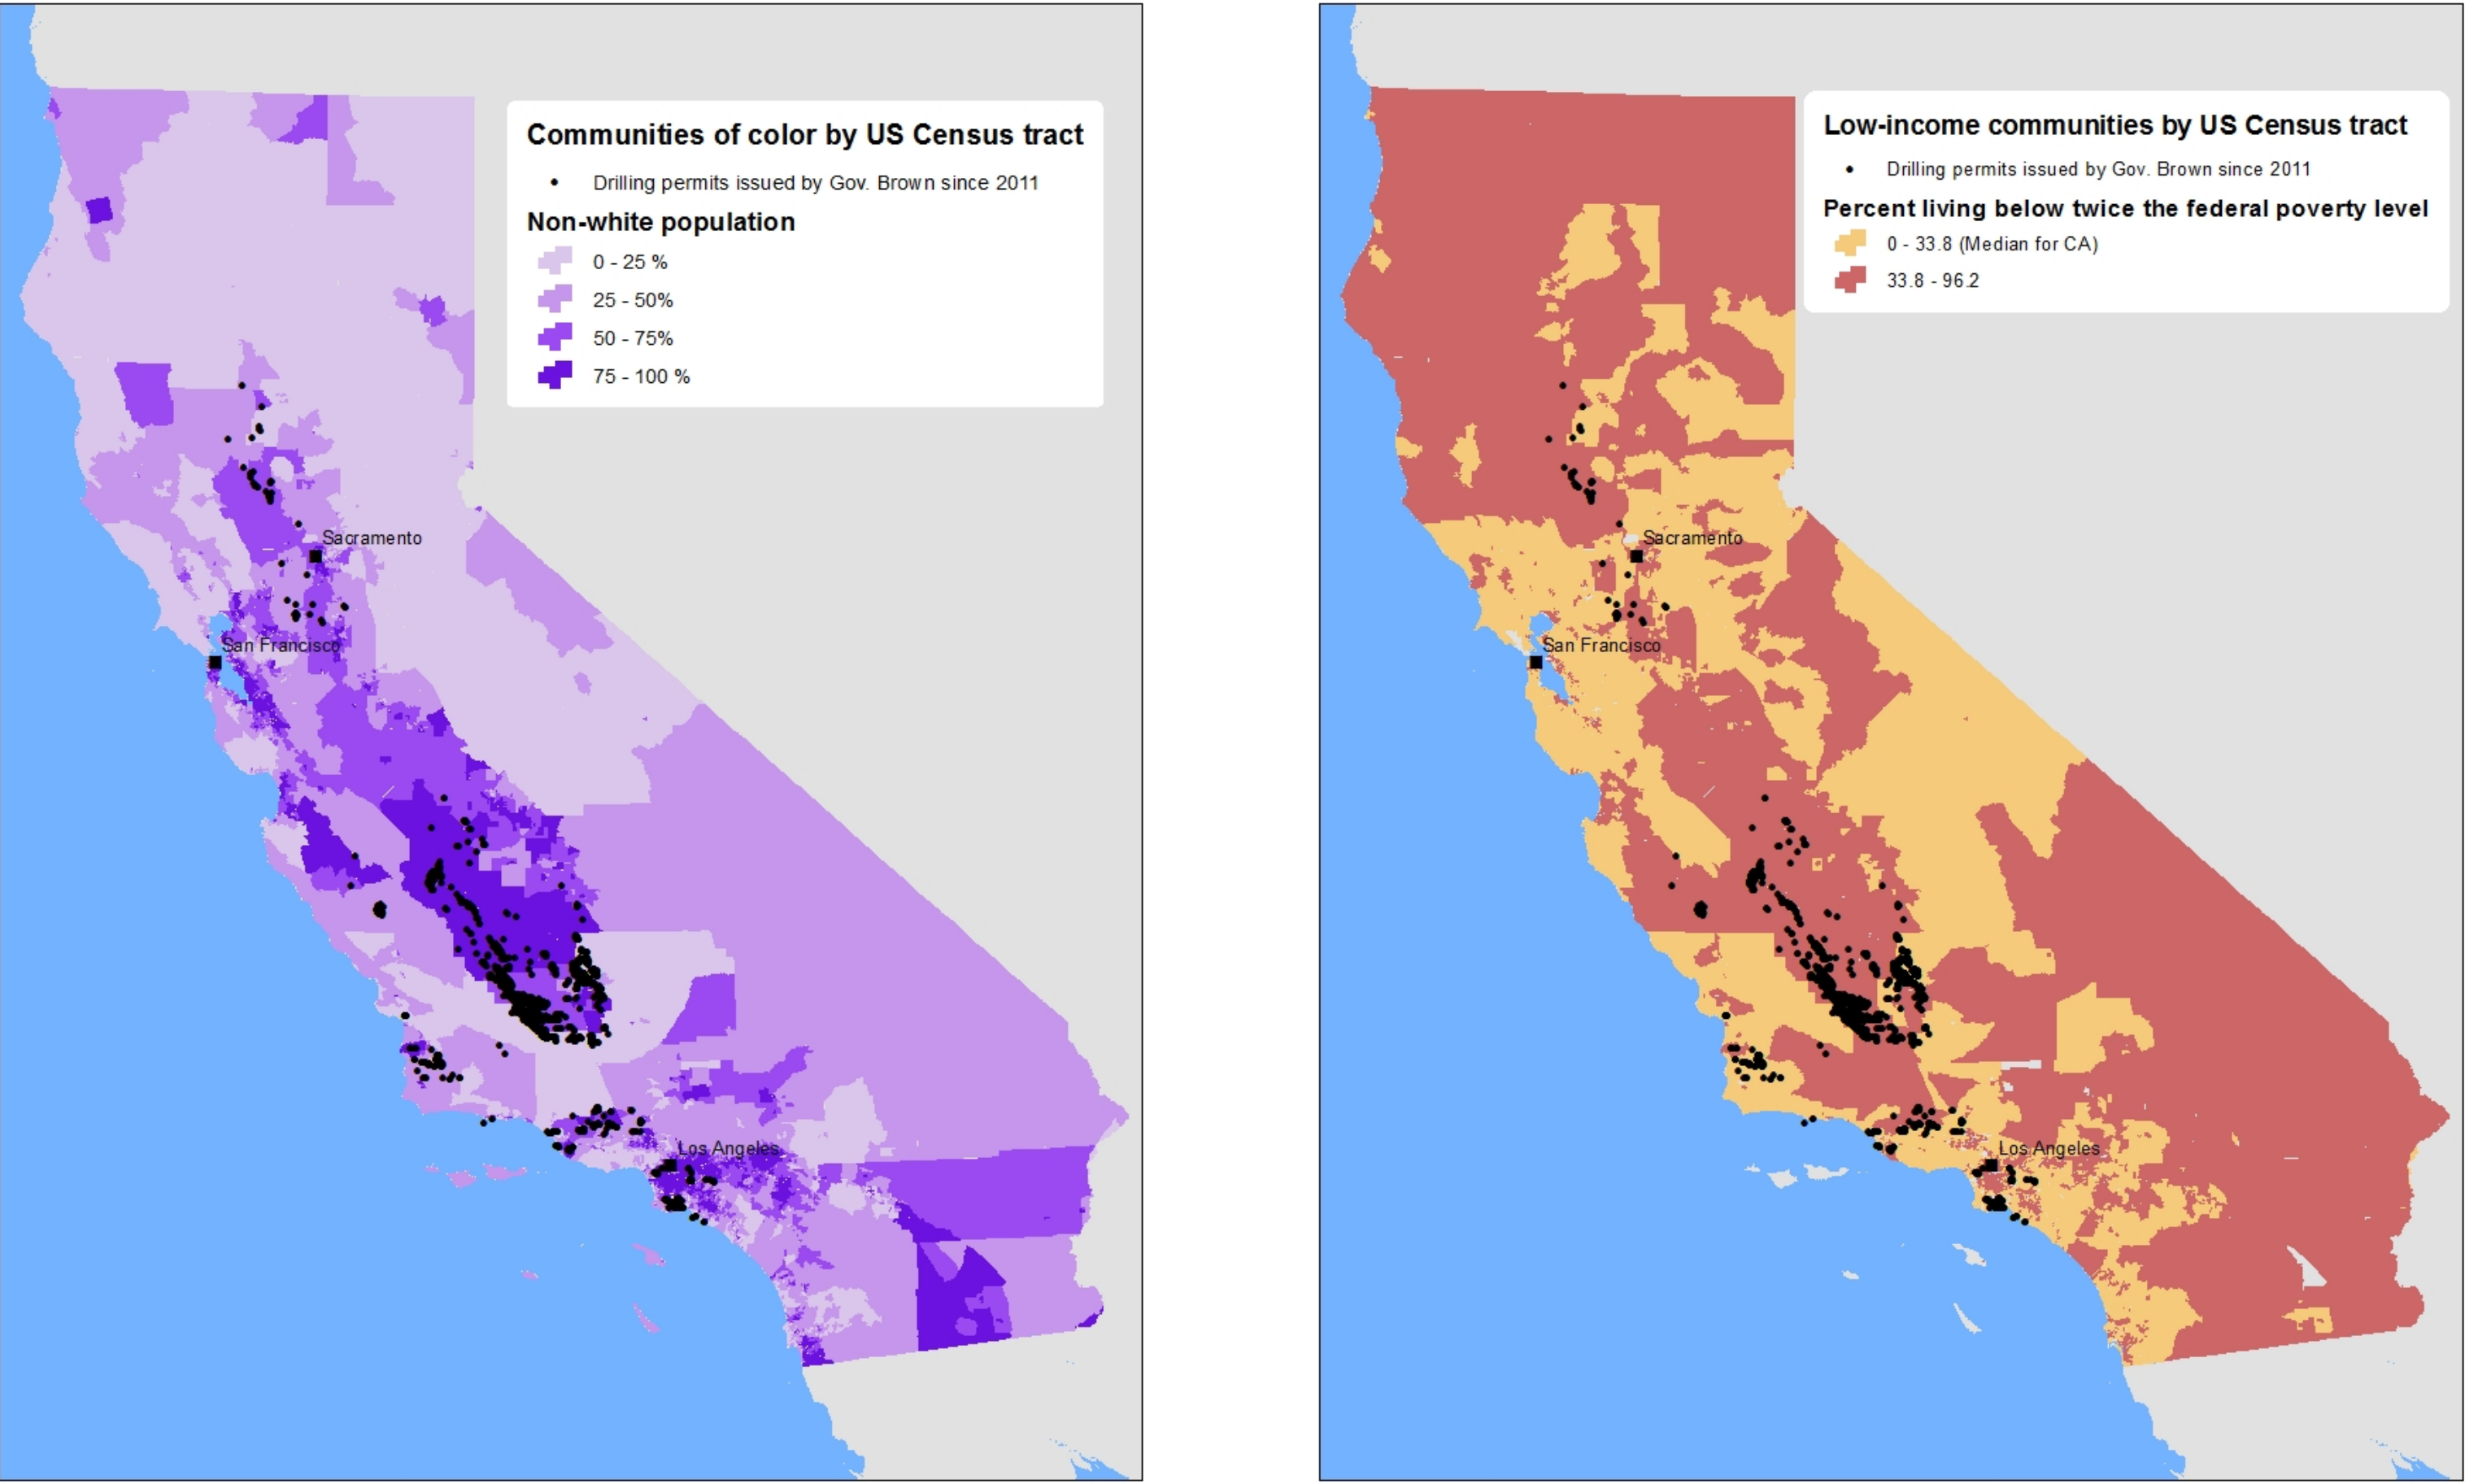 Communities of color by US Census tract
Drilling permits issued by Gov. Brown since 2011
Non-white population
0 - 25 %
25 - 50%
50 - 75%
75 - 100 %
Sacramento
San Francisco
Los Angeles
Low-income communities by US Census tract
Drilling permits issued by Gov. Brown since 2011
Percent living below twice the federal poverty level
0 - 33.8 (Median for CA)
33.8 - 96.2
Sacramento
San Francisco
Los Angeles